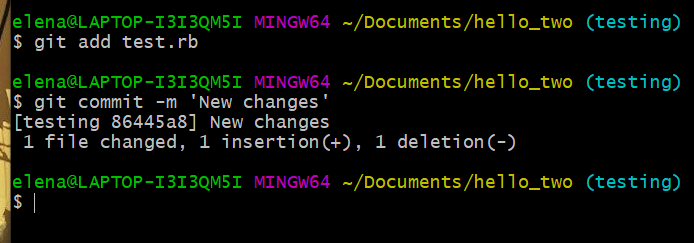 elena@LAPTOP-I3I3QM5I MINGW64 ~/Documents/hello_two (testing)
$ git add test.rb
elena@LAPTOP-I3I3QM5I MINGW64 ~/Documents/hello_two (testing)
$ git commit -m 'New changes'
[testing 86445a8] New changes
 1 file changed, 1 insertion(+), 1 deletion(-)
elena@LAPTOP-I3I3QM5I MINGW64 ~/Documents/hello_two (testing)
$